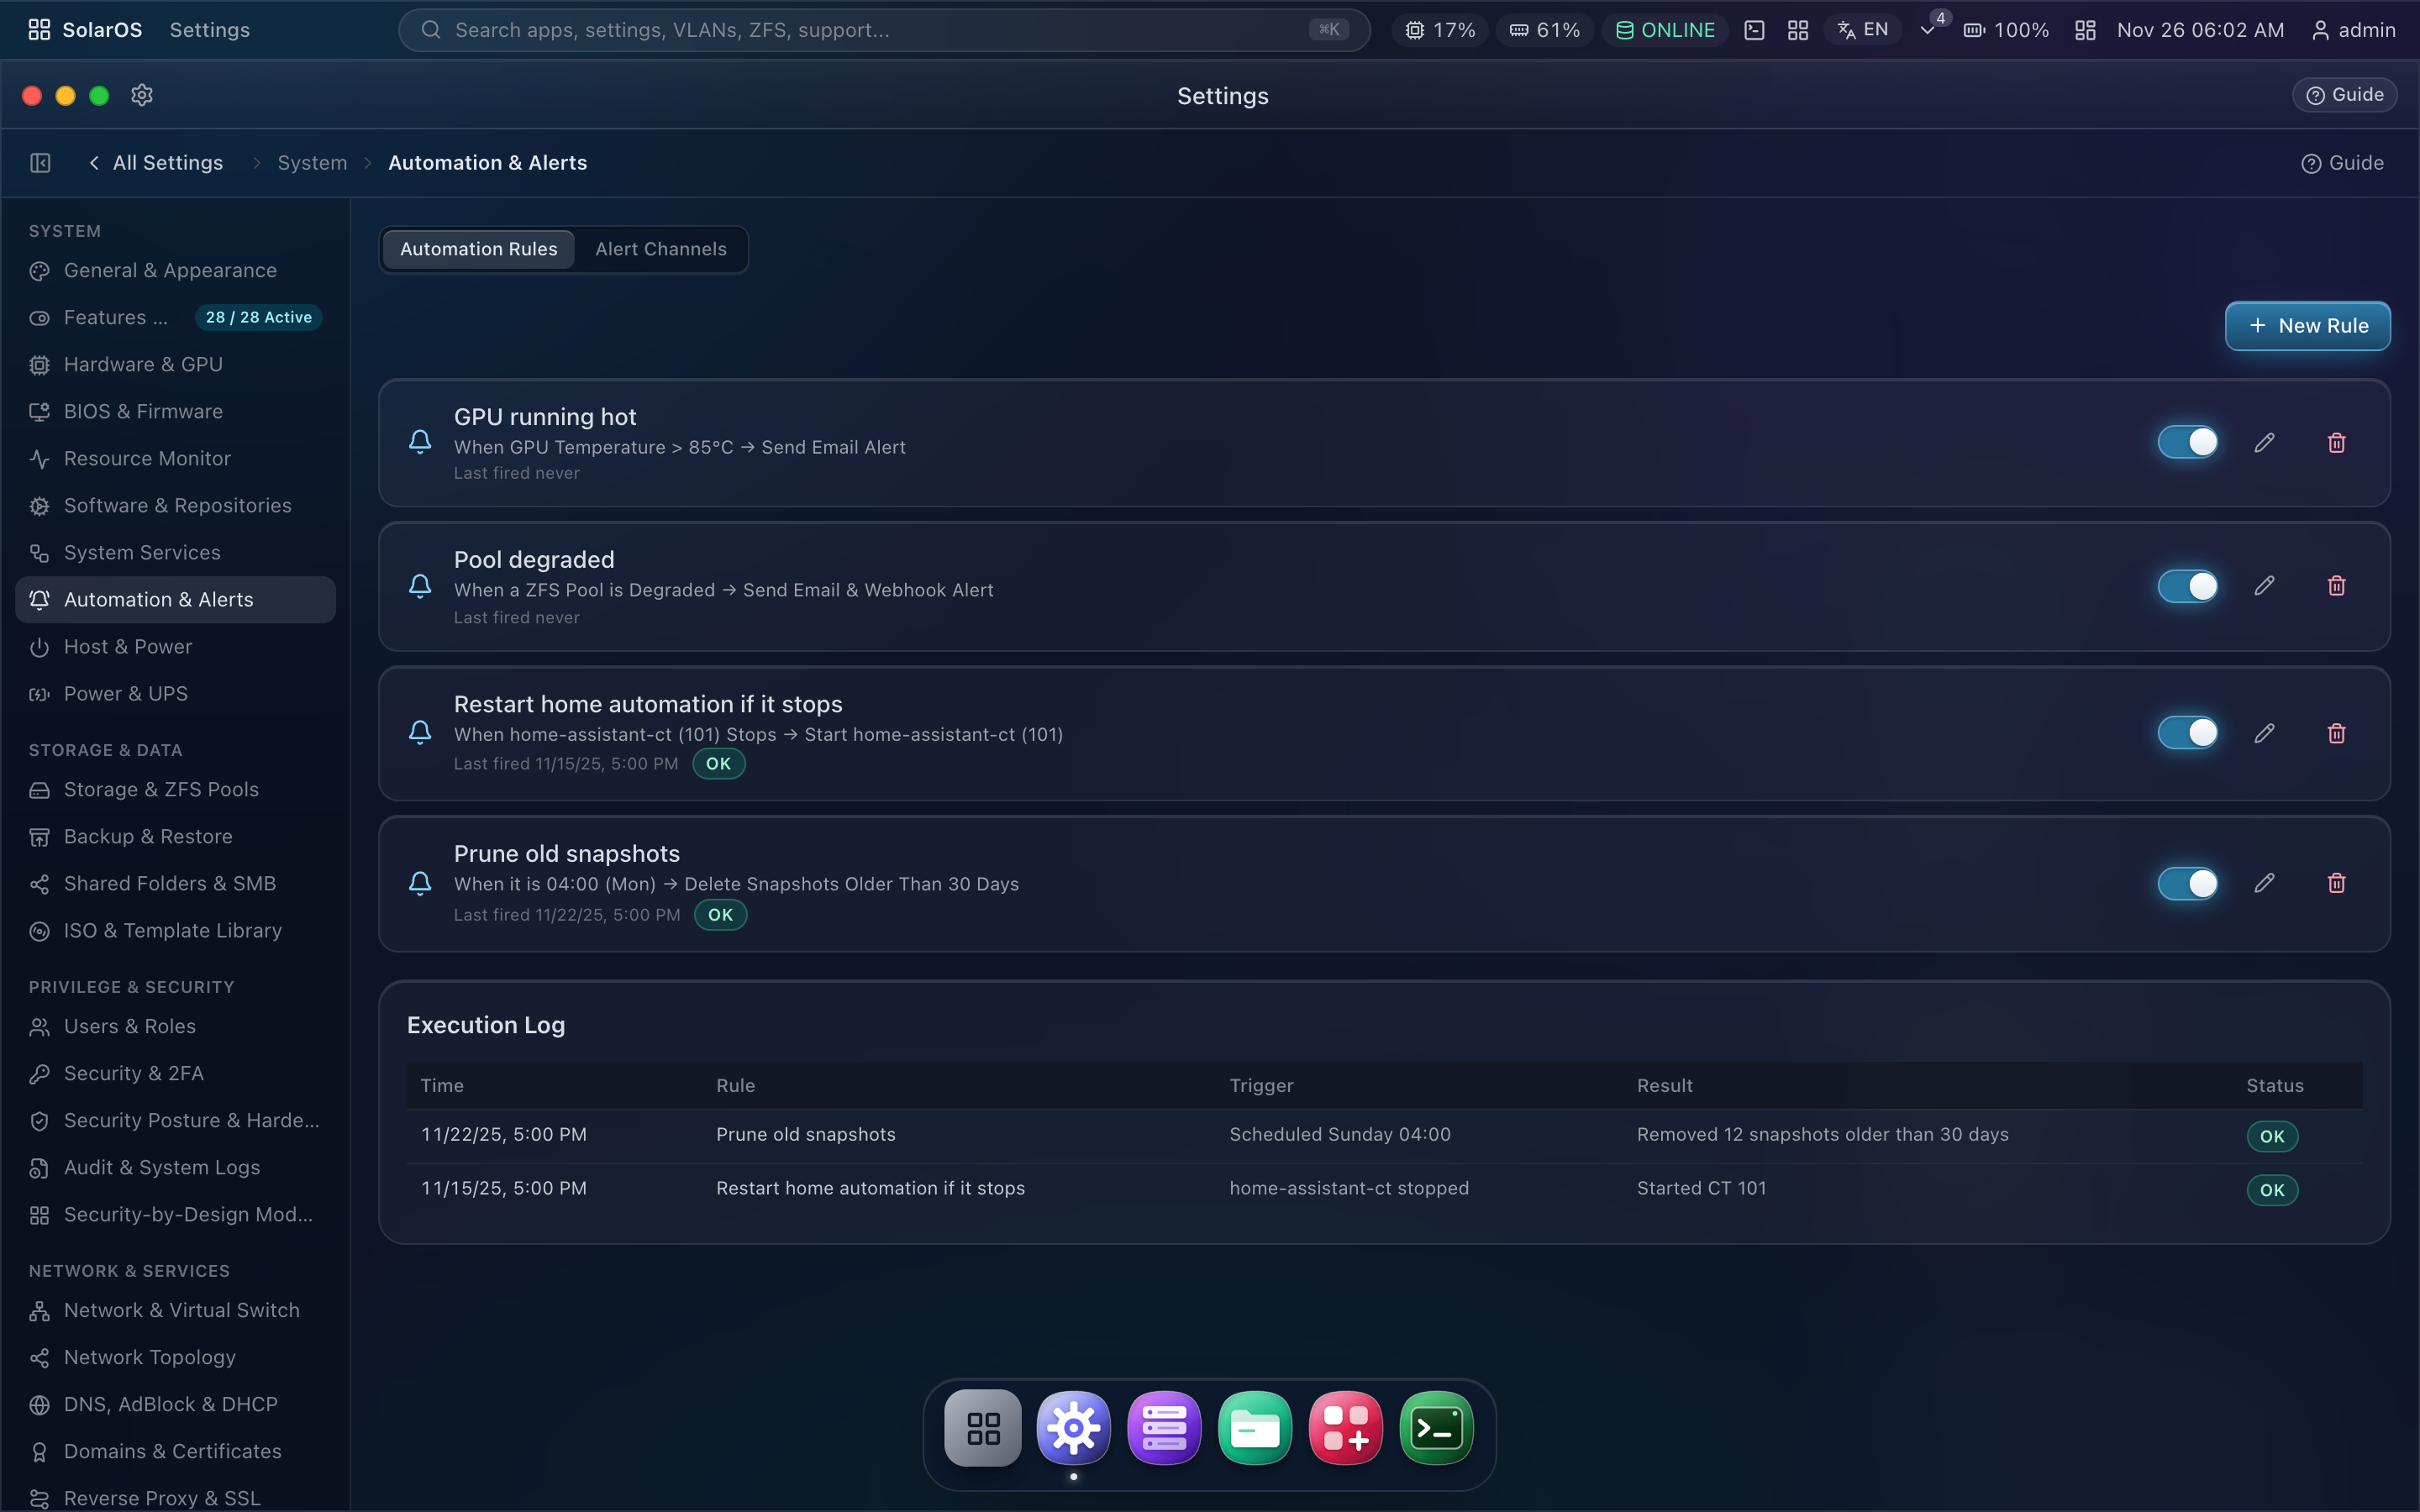 SolarOS Settings Search apps, settings, VLANs, ZFS, support... ⌘K 17% 61% ONLINE EN 4 100% Nov 26 06:02 AM admin
Settings Guide
All Settings System Automation & Alerts Guide
SYSTEM
General & Appearance
Features ... 28 / 28 Active
Hardware & GPU
BIOS & Firmware
Resource Monitor
Software & Repositories
System Services
Automation & Alerts
Host & Power
Power & UPS
STORAGE & DATA
Storage & ZFS Pools
Backup & Restore
Shared Folders & SMB
ISO & Template Library
PRIVILEGE & SECURITY
Users & Roles
Security & 2FA
Security Posture & Harde...
Audit & System Logs
Security-by-Design Mod...
NETWORK & SERVICES
Network & Virtual Switch
Network Topology
DNS, AdBlock & DHCP
Domains & Certificates
Reverse Proxy & SSL
Automation Rules Alert Channels
+ New Rule
GPU running hot
When GPU Temperature > 85°C → Send Email Alert
Last fired never
Pool degraded
When a ZFS Pool is Degraded → Send Email & Webhook Alert
Last fired never
Restart home automation if it stops
When home-assistant-ct (101) Stops → Start home-assistant-ct (101)
Last fired 11/15/25, 5:00 PM OK
Prune old snapshots
When it is 04:00 (Mon) → Delete Snapshots Older Than 30 Days
Last fired 11/22/25, 5:00 PM OK
Execution Log
Time Rule Trigger Result Status
11/22/25, 5:00 PM Prune old snapshots Scheduled Sunday 04:00 Removed 12 snapshots older than 30 days OK
11/15/25, 5:00 PM Restart home automation if it stops home-assistant-ct stopped Started CT 101 OK